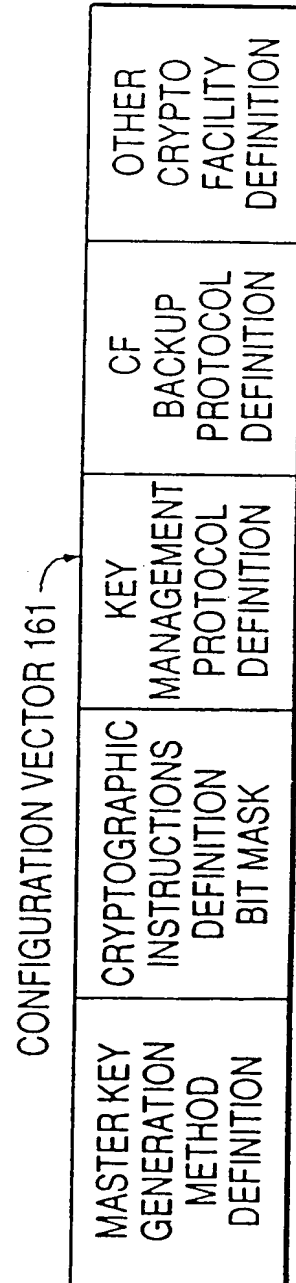 CONFIGURATION VECTOR 161
MASTER KEY
GENERATION
METHOD
DEFINITION
CRYPTOGRAPHIC
INSTRUCTIONS
DEFINITION
BIT MASK
KEY
MANAGEMENT
PROTOCOL
DEFINITION
CF
BACKUP
PROTOCOL
DEFINITION
OTHER
CRYPTO
FACILITY
DEFINITION